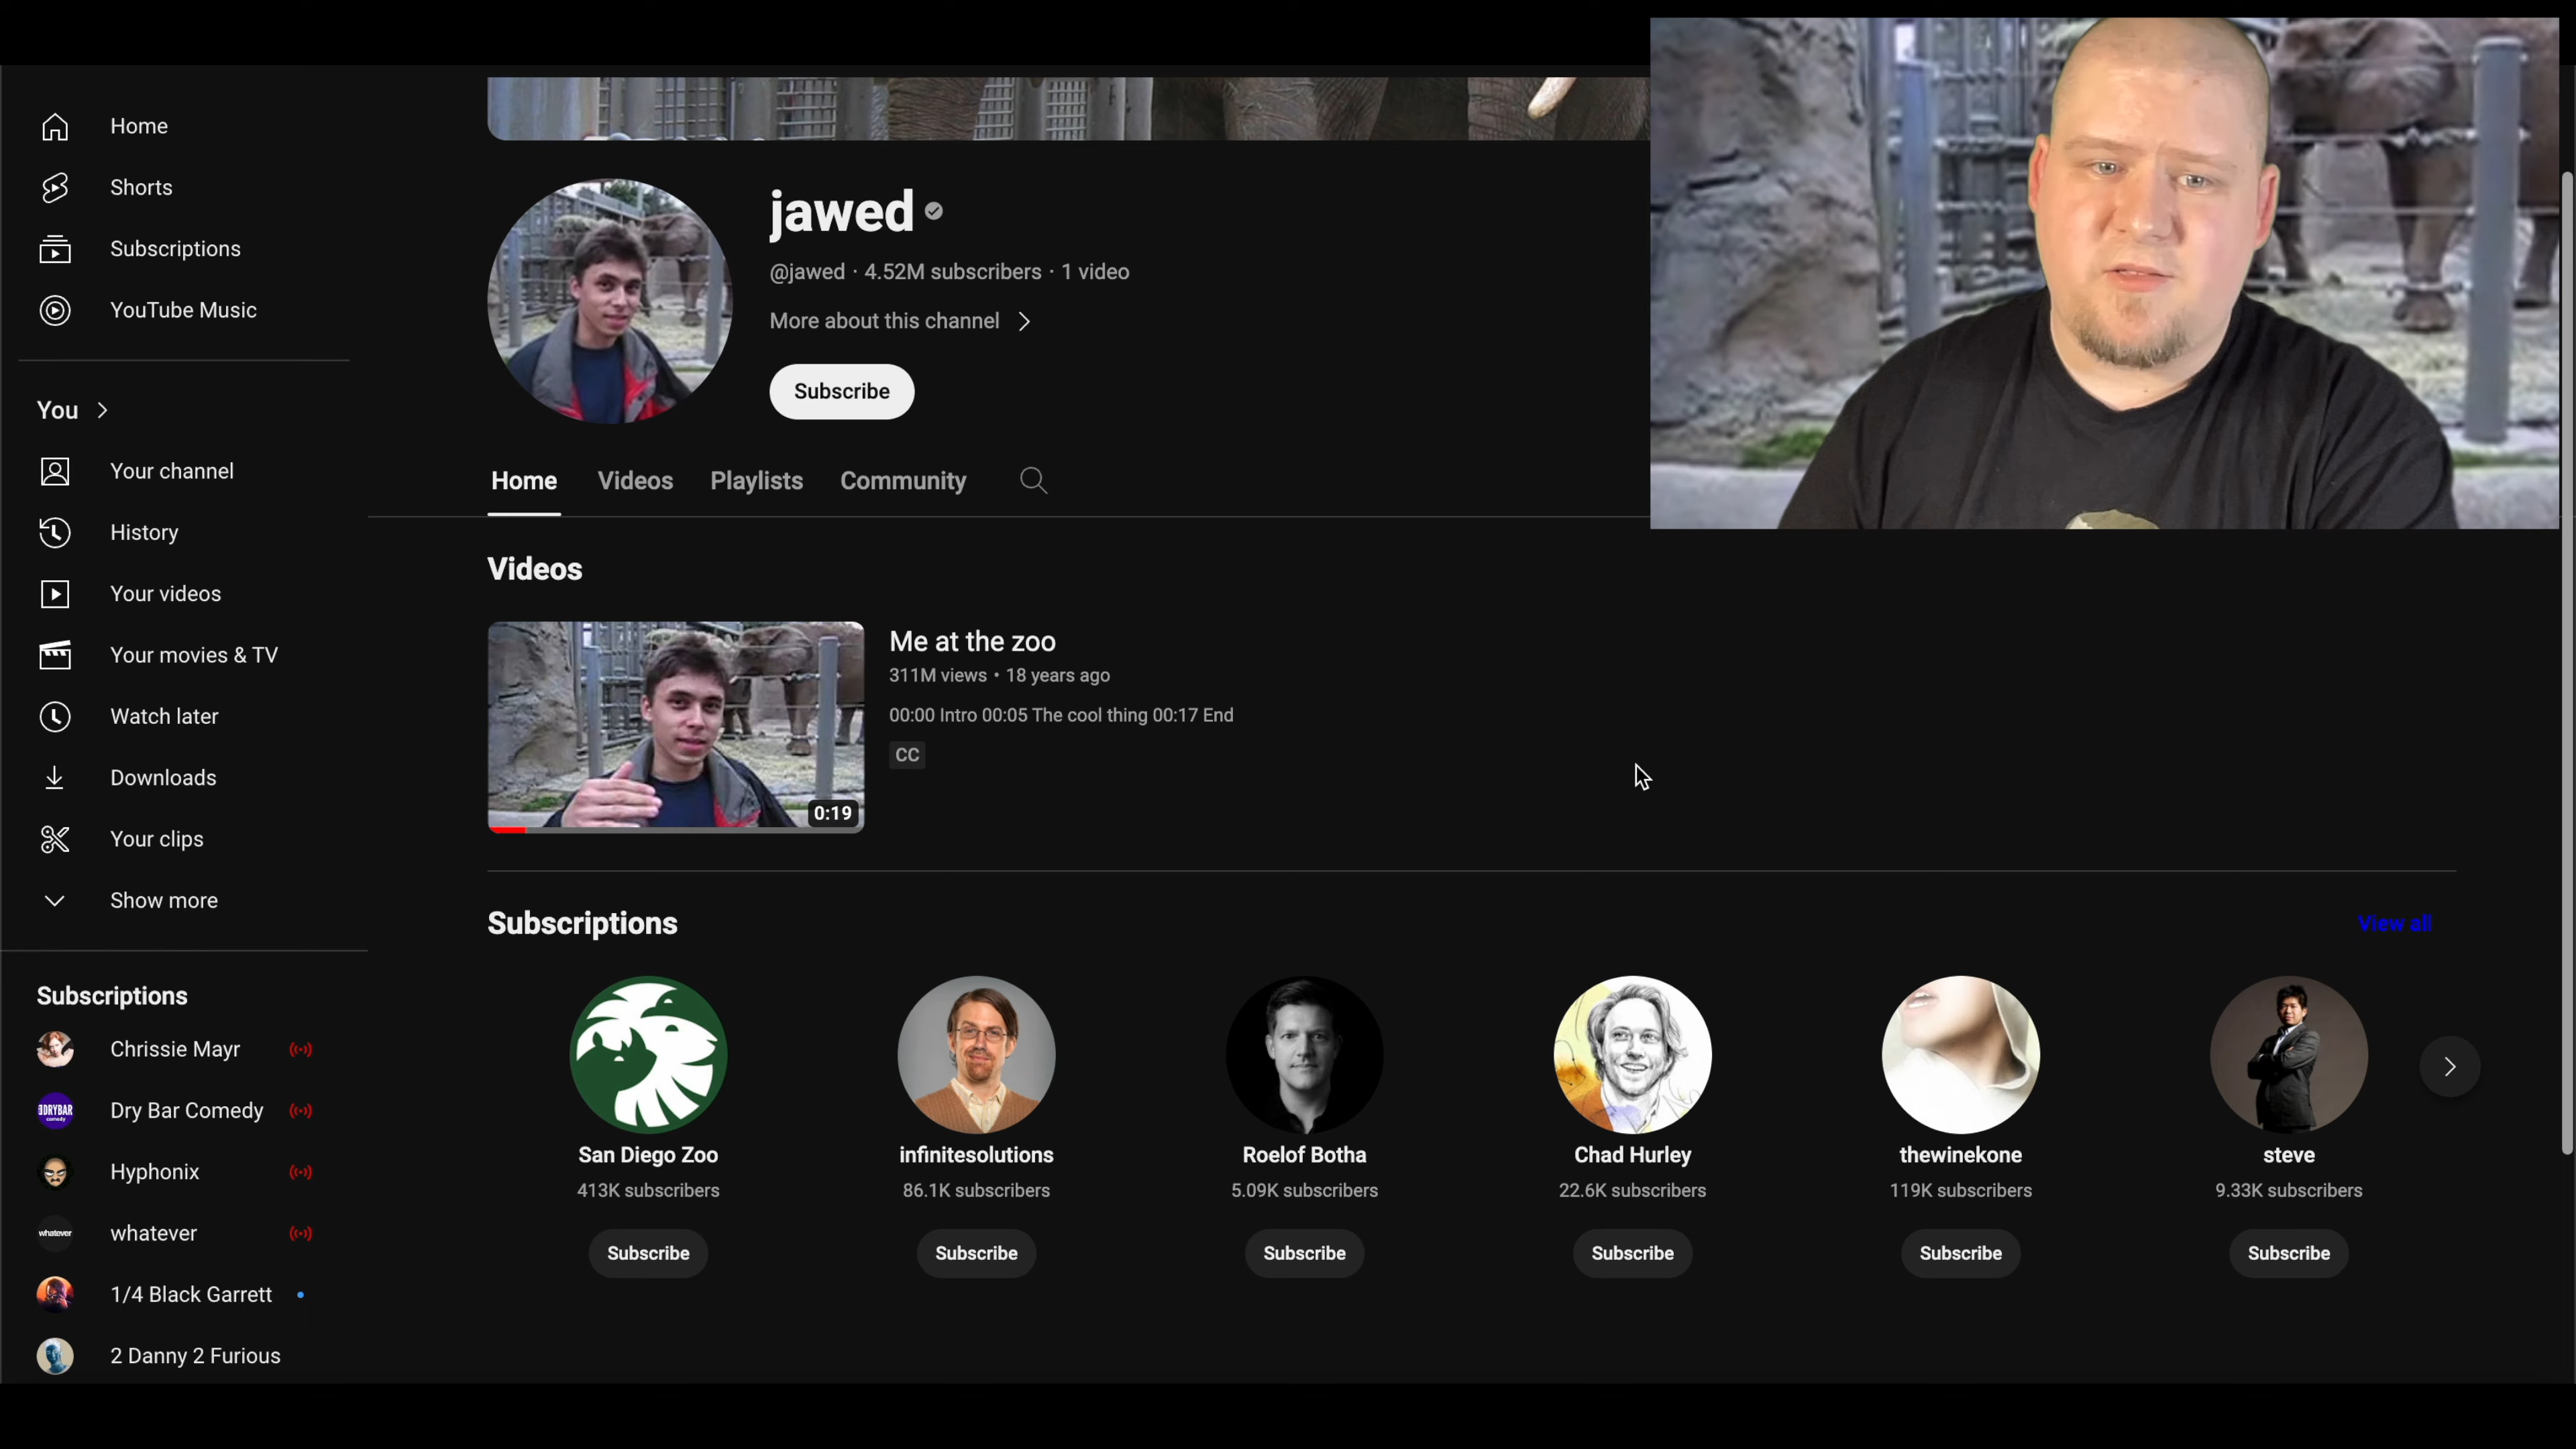 Home
Shorts
Subscriptions
YouTube Music
You
Your channel
History
Your videos
Your movies & TV
Watch later
Downloads
Your clips
Show more
Subscriptions
Chrissie Mayr
DRYBAR
comedy
Dry Bar Comedy
Hyphonix
whatever
whatever
1/4 Black Garrett
2 Danny 2 Furious
jawed
@jawed · 4.52M subscribers · 1 video
More about this channel
Subscribe
Home Videos Playlists Community
Videos
0:19
Me at the zoo
311M views • 18 years ago
00:00 Intro 00:05 The cool thing 00:17 End
CC
Subscriptions
View all
San Diego Zoo infinitesolutions Roelof Botha Chad Hurley thewinekone steve
413K subscribers 86.1K subscribers 5.09K subscribers 22.6K subscribers 119K subscribers 9.33K subscribers
Subscribe Subscribe Subscribe Subscribe Subscribe Subscribe